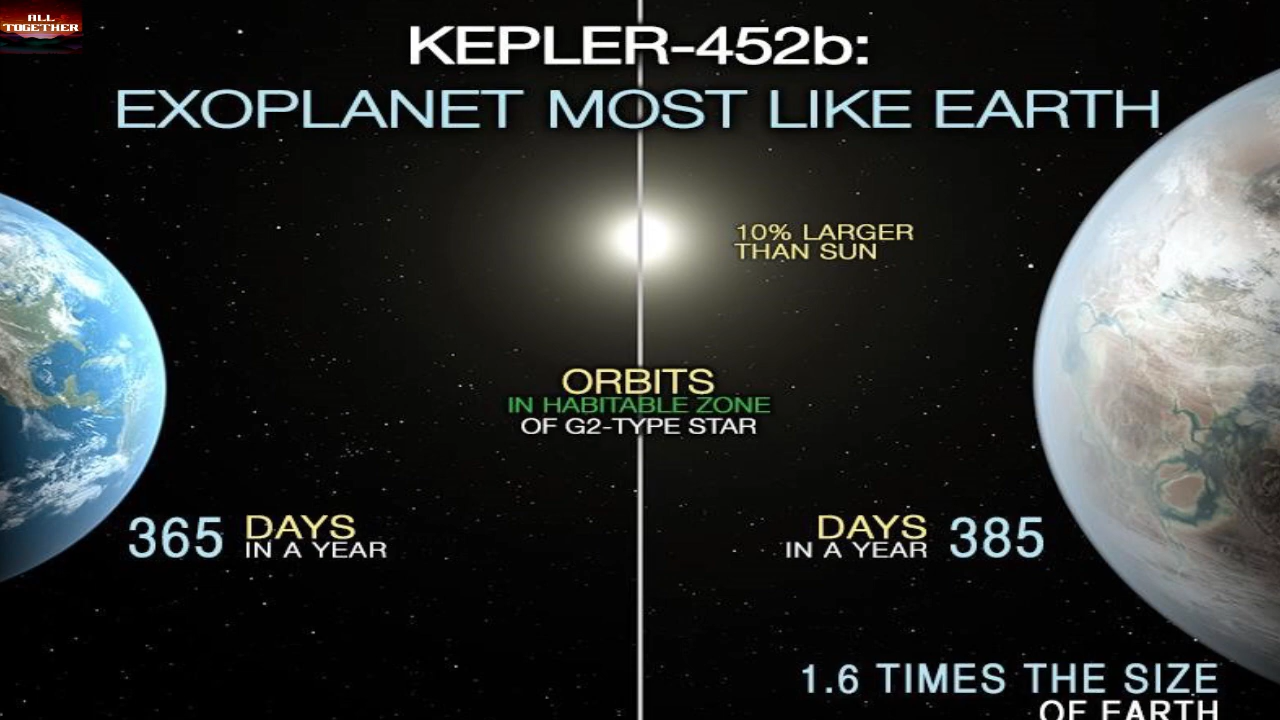 ALL
TOGETHER
KEPLER-452b:
EXOPLANET MOST LIKE EARTH
10% LARGER
THAN SUN
ORBITS
IN HABITABLE ZONE
OF G2-TYPE STAR
365 DAYS
IN A YEAR
DAYS 385
IN A YEAR
1.6 TIMES THE SIZE
OF EARTH